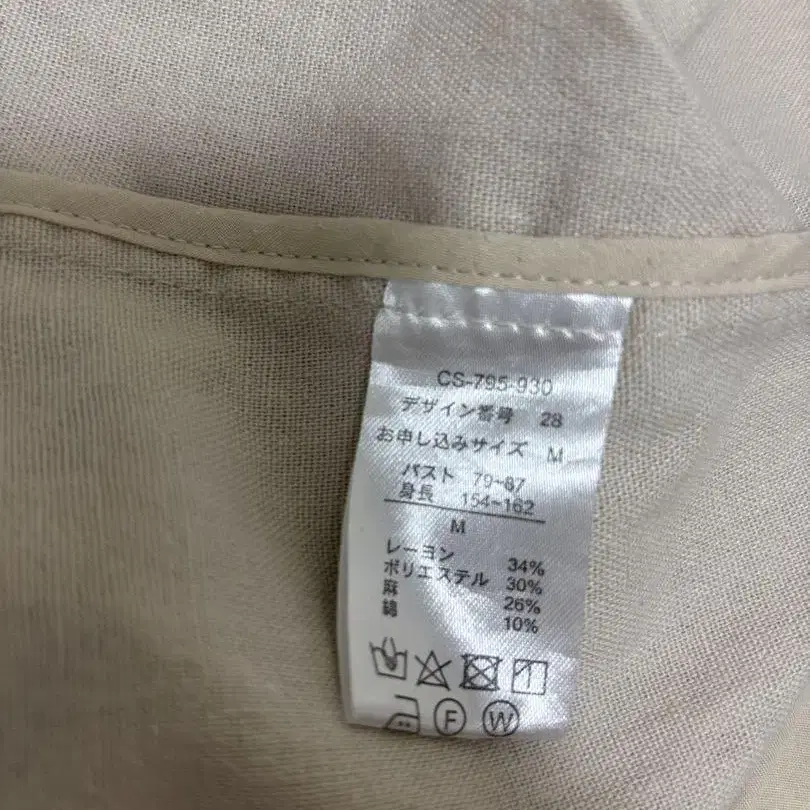 CS-795-930
デザイン番号 28
お申し込みサイズ M
バスト 79~87
身長 154~162
M
レーヨン 34%
ポリエステル 30%
麻 26%
綿 10%
F W